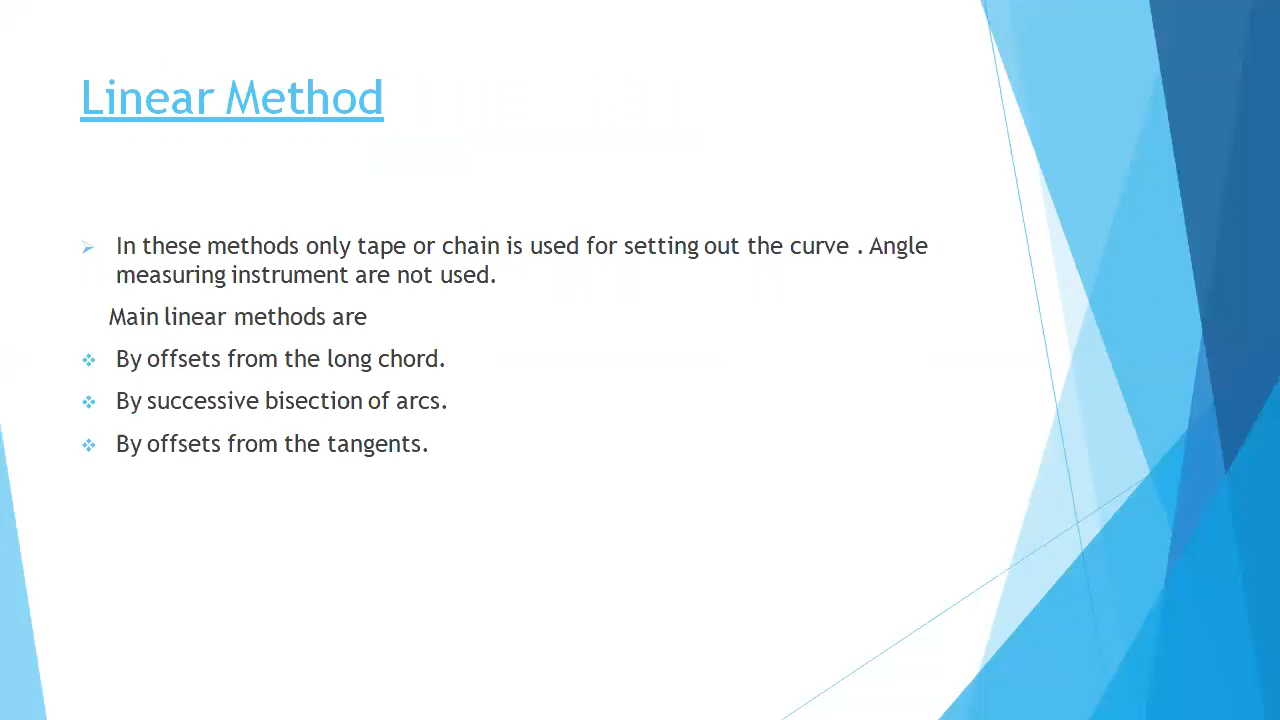 Linear Method
In these methods only tape or chain is used for setting out the curve . Angle
measuring instrument are not used.
Main linear methods are
By offsets from the long chord.
By successive bisection of arcs.
By offsets from the tangents.